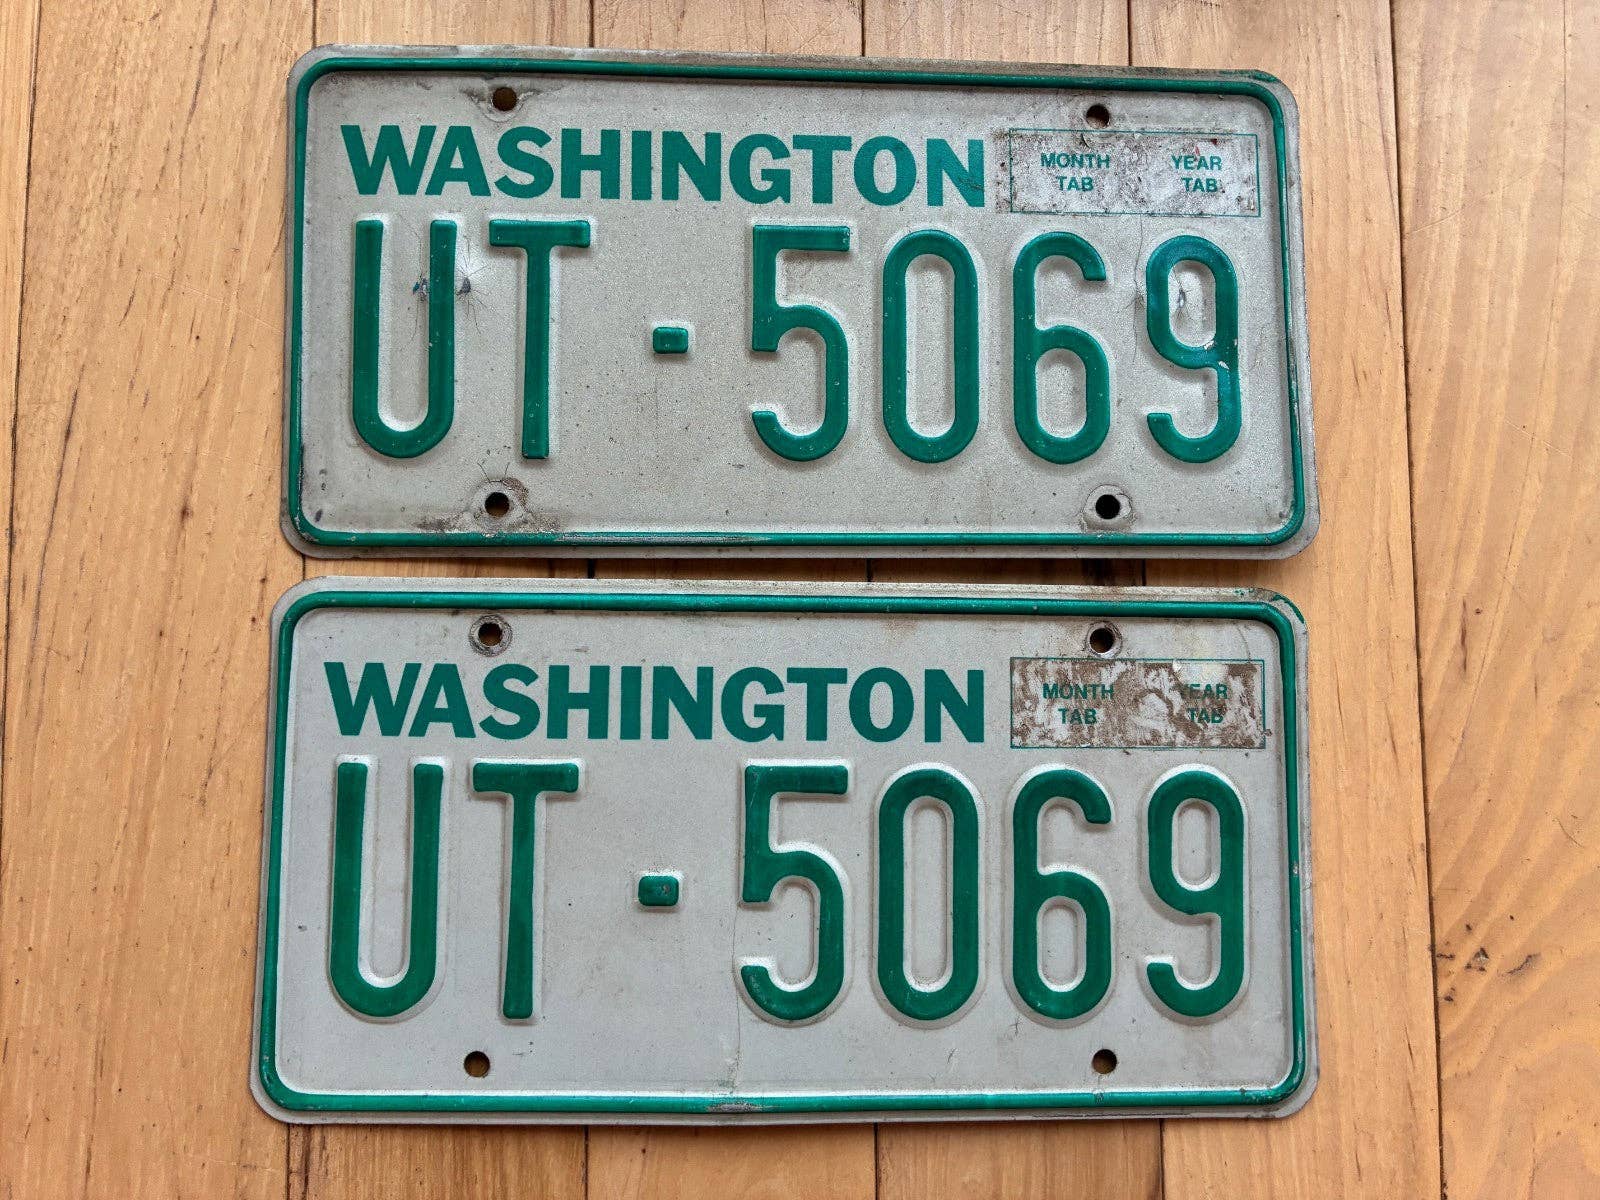 WASHINGTON
MONTH YEAR
TAB TAB
UT-5069
WASHINGTON
MONTH YEAR
TAB TAB
UT-5069